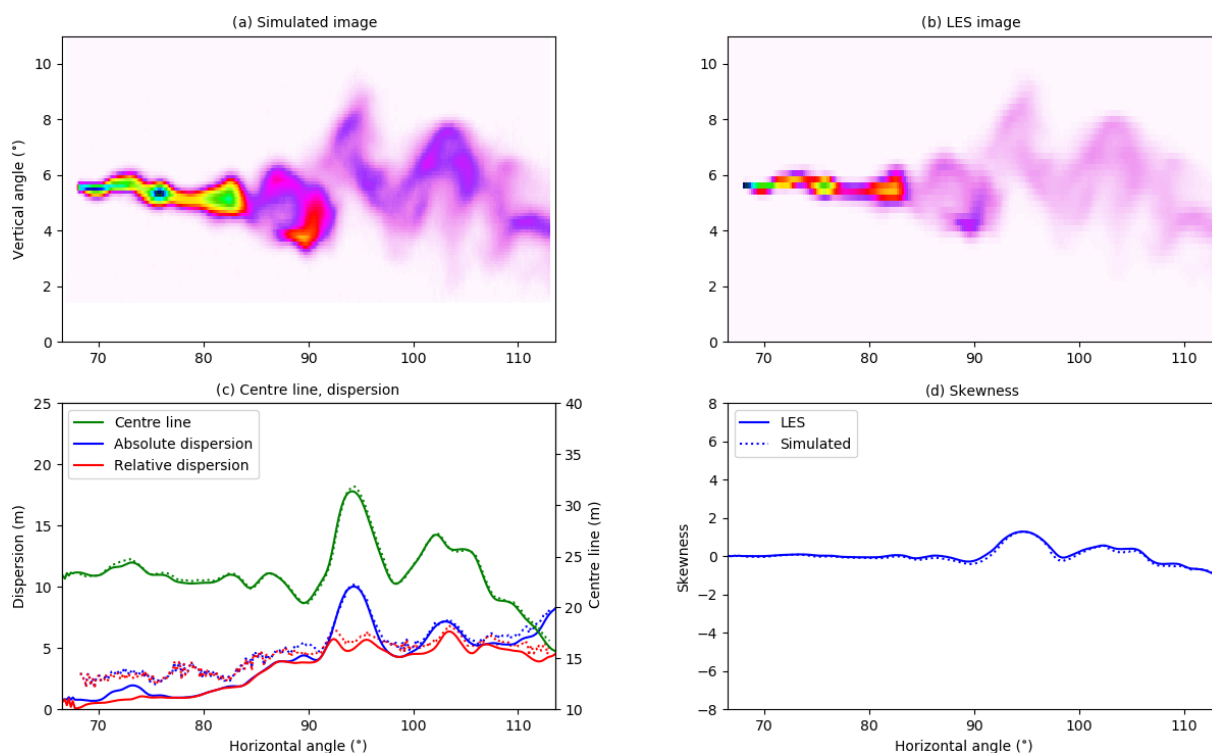 (a) Simulated image
(b) LES image
10
8
6
4
2
0
Vertical angle (°)
70 80 90 100 110
10
8
6
4
2
0
70 80 90 100 110
(c) Centre line, dispersion
(d) Skewness
25
20
15
10
5
0
Dispersion (m)
Centre line
Absolute dispersion
Relative dispersion
40
35
30
25
20
15
10
Centre line (m)
70 80 90 100 110
Horizontal angle (°)
8
6
4
2
0
−2
−4
−6
−8
Skewness
LES
Simulated
70 80 90 100 110
Horizontal angle (°)